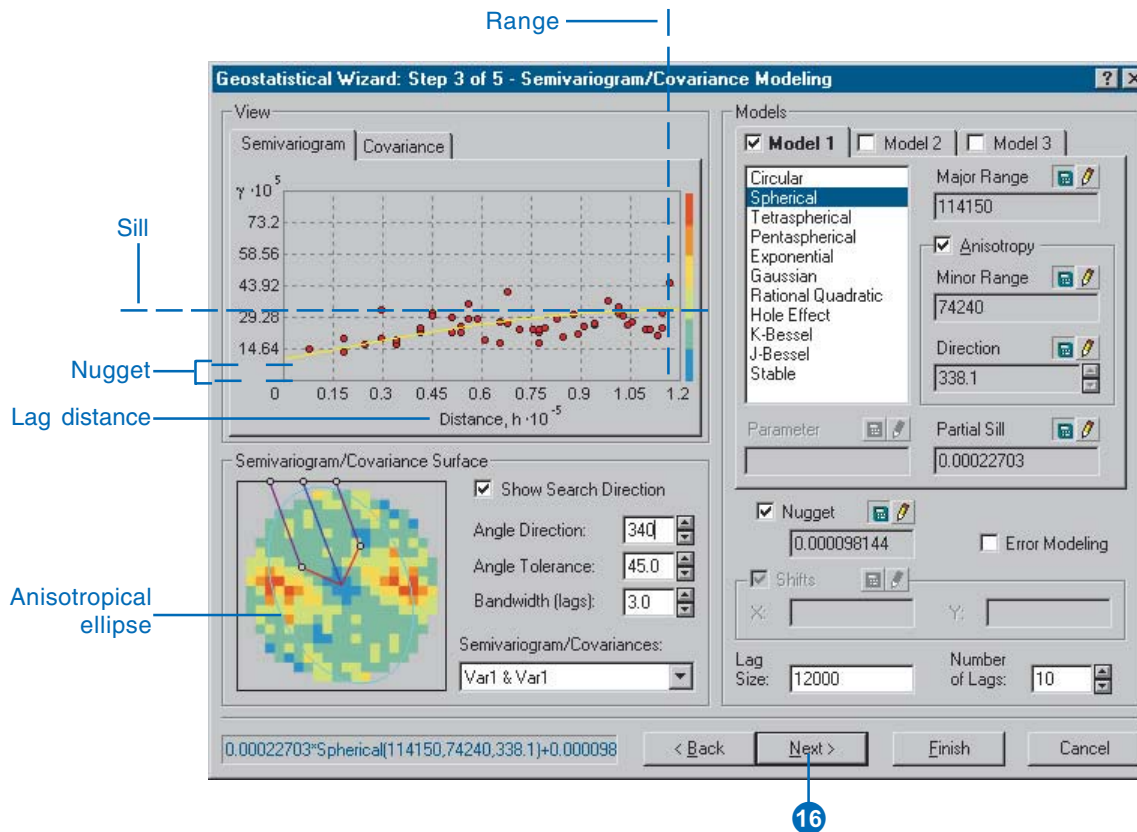 Range
Geostatistical Wizard: Step 3 of 5 - Semivariogram/Covariance Modeling
? ×
View
Semivariogram Covariance
γ·10⁵
73.2
58.56
43.92
29.28
14.64
0 0.15 0.3 0.45 0.6 0.75 0.9 1.05 1.2
Distance, h·10⁻⁵
Sill
Nugget
Lag distance
Models
Model 1 Model 2 Model 3
Circular
Spherical
Tetraspherical
Pentaspherical
Exponential
Gaussian
Rational Quadratic
Hole Effect
K-Bessel
J-Bessel
Stable
Major Range
114150
Anisotropy
Minor Range
74240
Direction
338.1
Parameter
Partial Sill
0.00022703
Semivariogram/Covariance Surface
Show Search Direction
Angle Direction: 340
Angle Tolerance: 45.0
Bandwidth (lags): 3.0
Semivariogram/Covariances:
Var1 & Var1
Anisotropical
ellipse
Nugget
0.000098144
Error Modeling
Shifts
X: Y:
Lag
Size: 12000
Number
of Lags: 10
0.00022703*Spherical(114150,74240,338.1)+0.000098
< Back Next > Finish Cancel
16